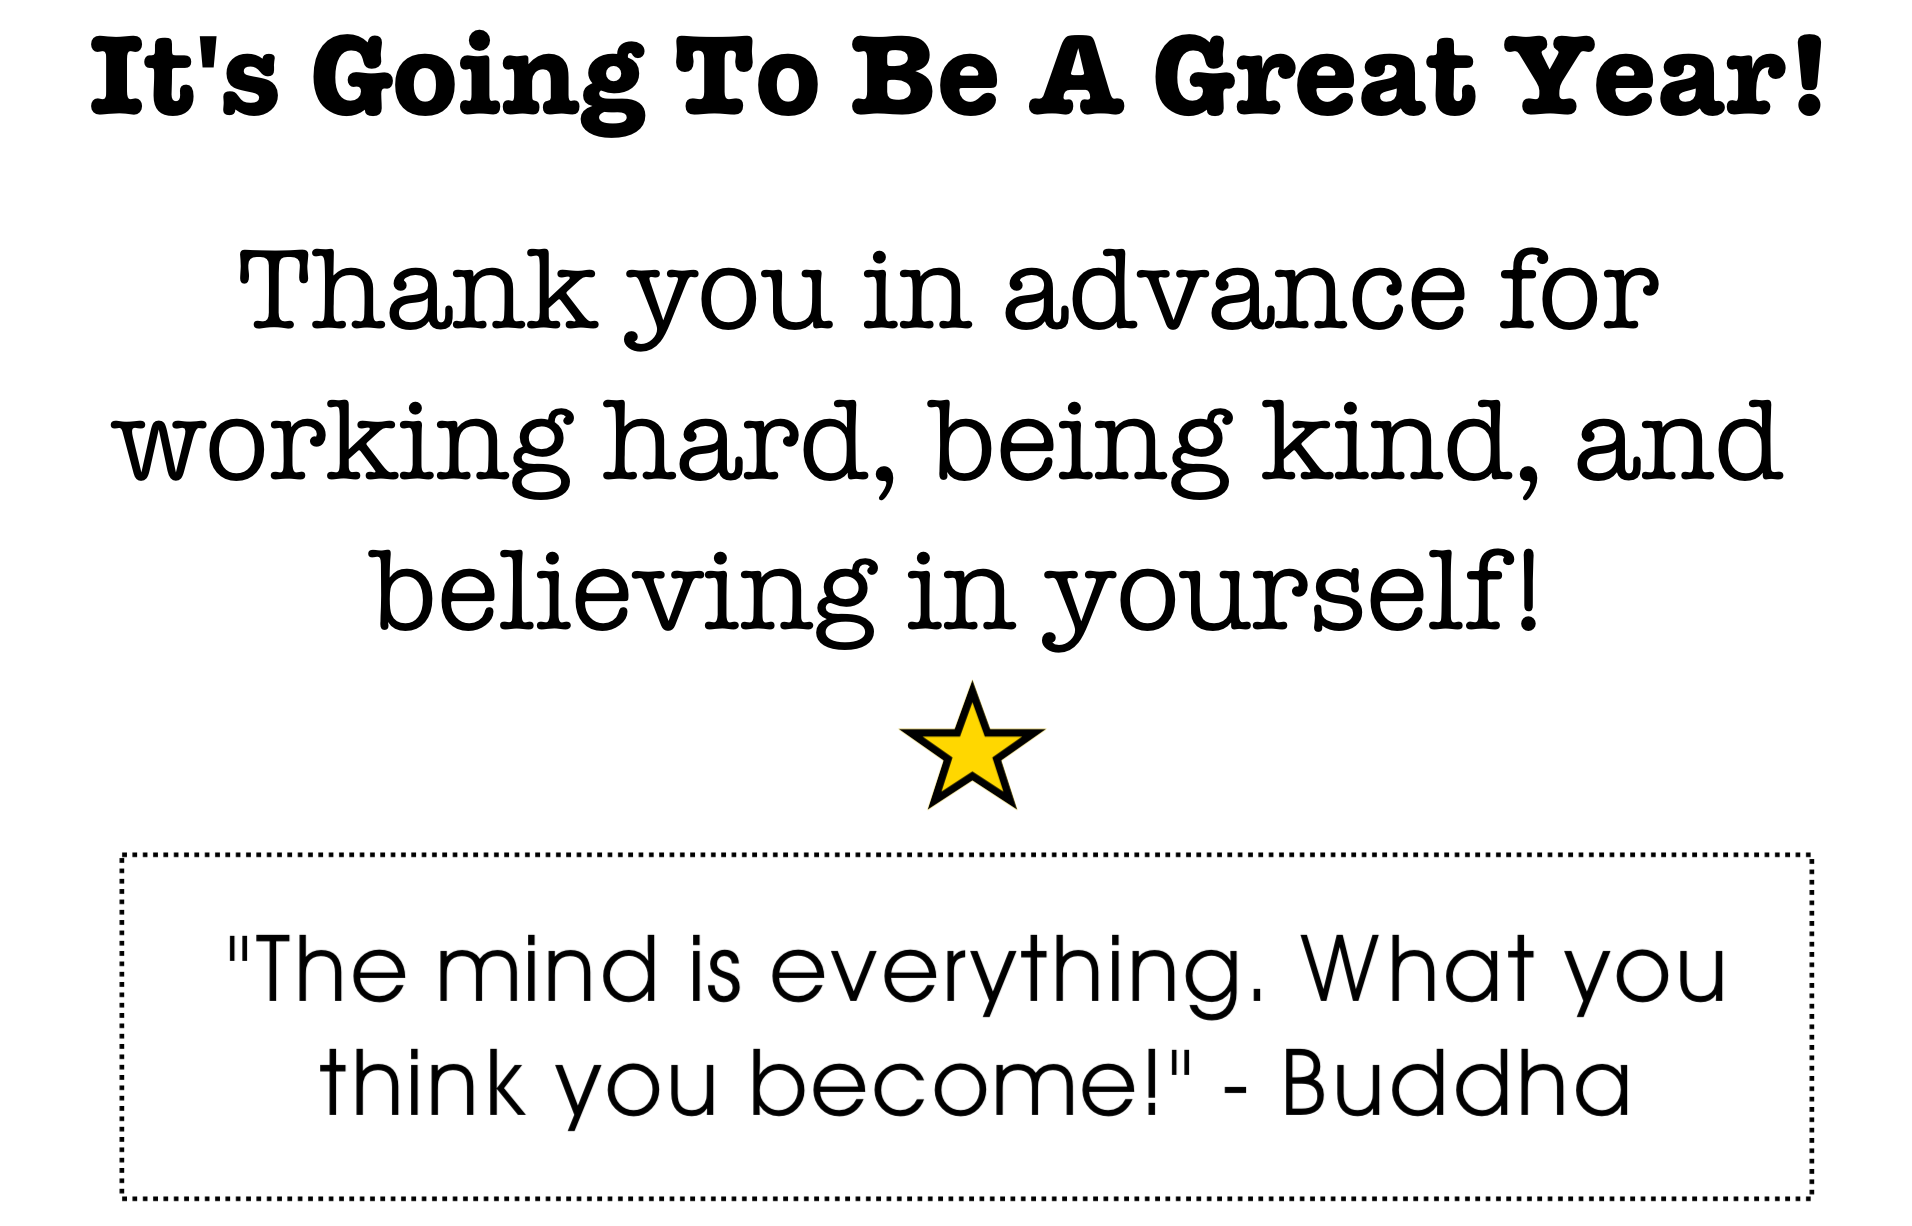 It's Going To Be A Great Year!
Thank you in advance for
working hard, being kind, and
believing in yourself!
"The mind is everything. What you
think you become!" - Buddha